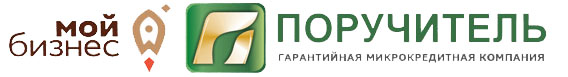 мой
бизнес
ПОРУЧИТЕЛЬ
ГАРАНТИЙНАЯ МИКРОКРЕДИТНАЯ КОМПАНИЯ